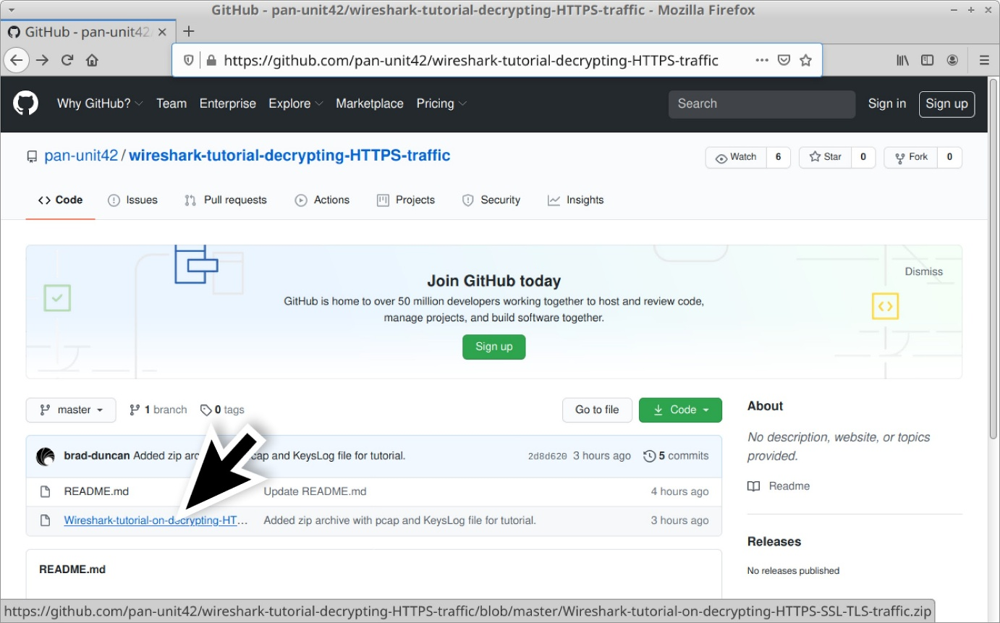 GitHub - pan-unit42/wireshark-tutorial-decrypting-HTTPS-traffic - Mozilla Firefox
GitHub - pan-unit42/
https://github.com/pan-unit42/wireshark-tutorial-decrypting-HTTPS-traffic
Why GitHub? Team Enterprise Explore Marketplace Pricing Search Sign in Sign up
pan-unit42 / wireshark-tutorial-decrypting-HTTPS-traffic Watch 6 Star 0 Fork 0
Code Issues Pull requests Actions Projects Security Insights
Dismiss
Join GitHub today
GitHub is home to over 50 million developers working together to host and review code,
manage projects, and build software together.
Sign up
master 1 branch 0 tags Go to file Code
brad-duncan Added zip and KeysLog file for tutorial. 2d8d620 3 hours ago 5 commits
README.md Update README.md 4 hours ago
Wireshark-tutorial-on-decrypting-HT... Added zip archive with pcap and KeysLog file for tutorial. 3 hours ago
README.md
About
No description, website, or topics
provided.
Readme
Releases
No releases published
https://github.com/pan-unit42/wireshark-tutorial-decrypting-HTTPS-traffic/blob/master/Wireshark-tutorial-on-decrypting-HTTPS-SSL-TLS-traffic.zip